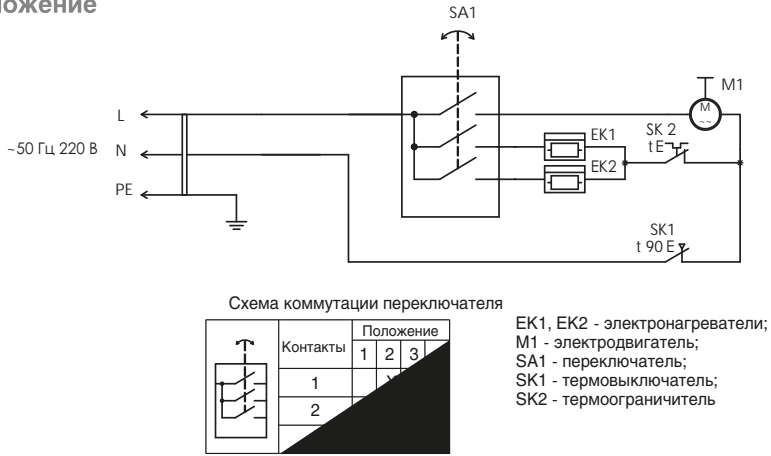 SA1
L
M1
M
~~
EK1
SK 2
t E
~50 Гц 220 В
N
EK2
PE
SK1
t 90 E
Схема коммутации переключателя
Контакты
Положение
1 2 3
1
2
EK1, EK2 - электронагреватели;
M1 - электродвигатель;
SA1 - переключатель;
SK1 - термовыключатель;
SK2 - термоограничитель